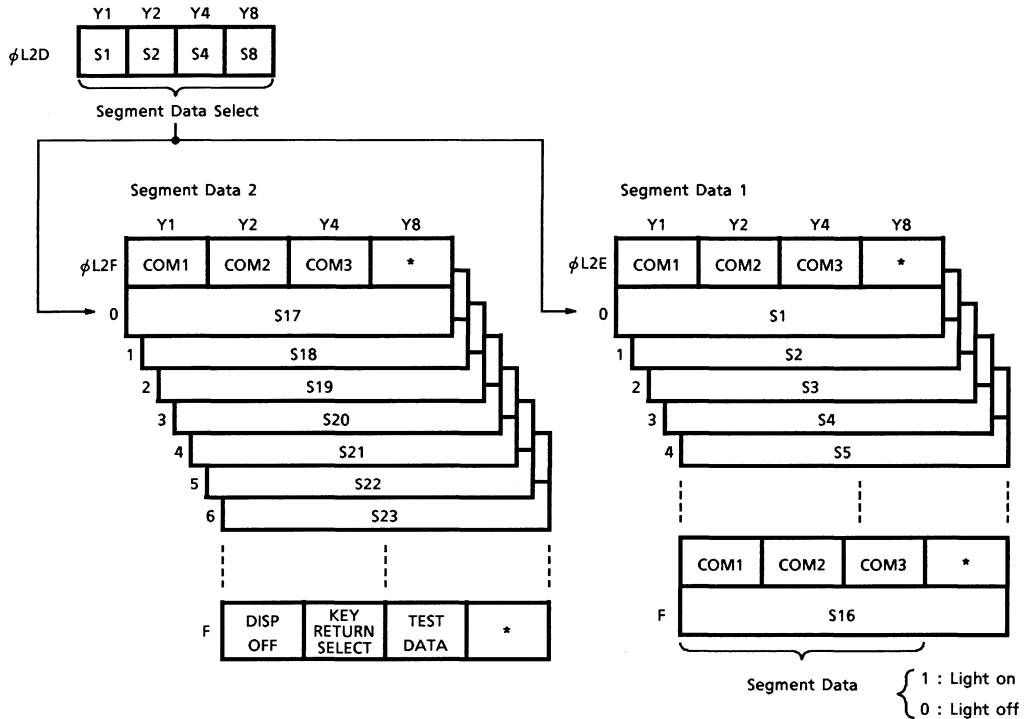 Y1 Y2 Y4 Y8
φL2D S1 S2 S4 S8
Segment Data Select
Segment Data 2
Y1 Y2 Y4 Y8
φL2F COM1 COM2 COM3 *
0 S17
1 S18
2 S19
3 S20
4 S21
5 S22
6 S23
F DISP OFF KEY RETURN SELECT TEST DATA *
Segment Data 1
Y1 Y2 Y4 Y8
φL2E COM1 COM2 COM3 *
0 S1
1 S2
2 S3
3 S4
4 S5
COM1 COM2 COM3 *
F S16
Segment Data
1 : Light on
0 : Light off